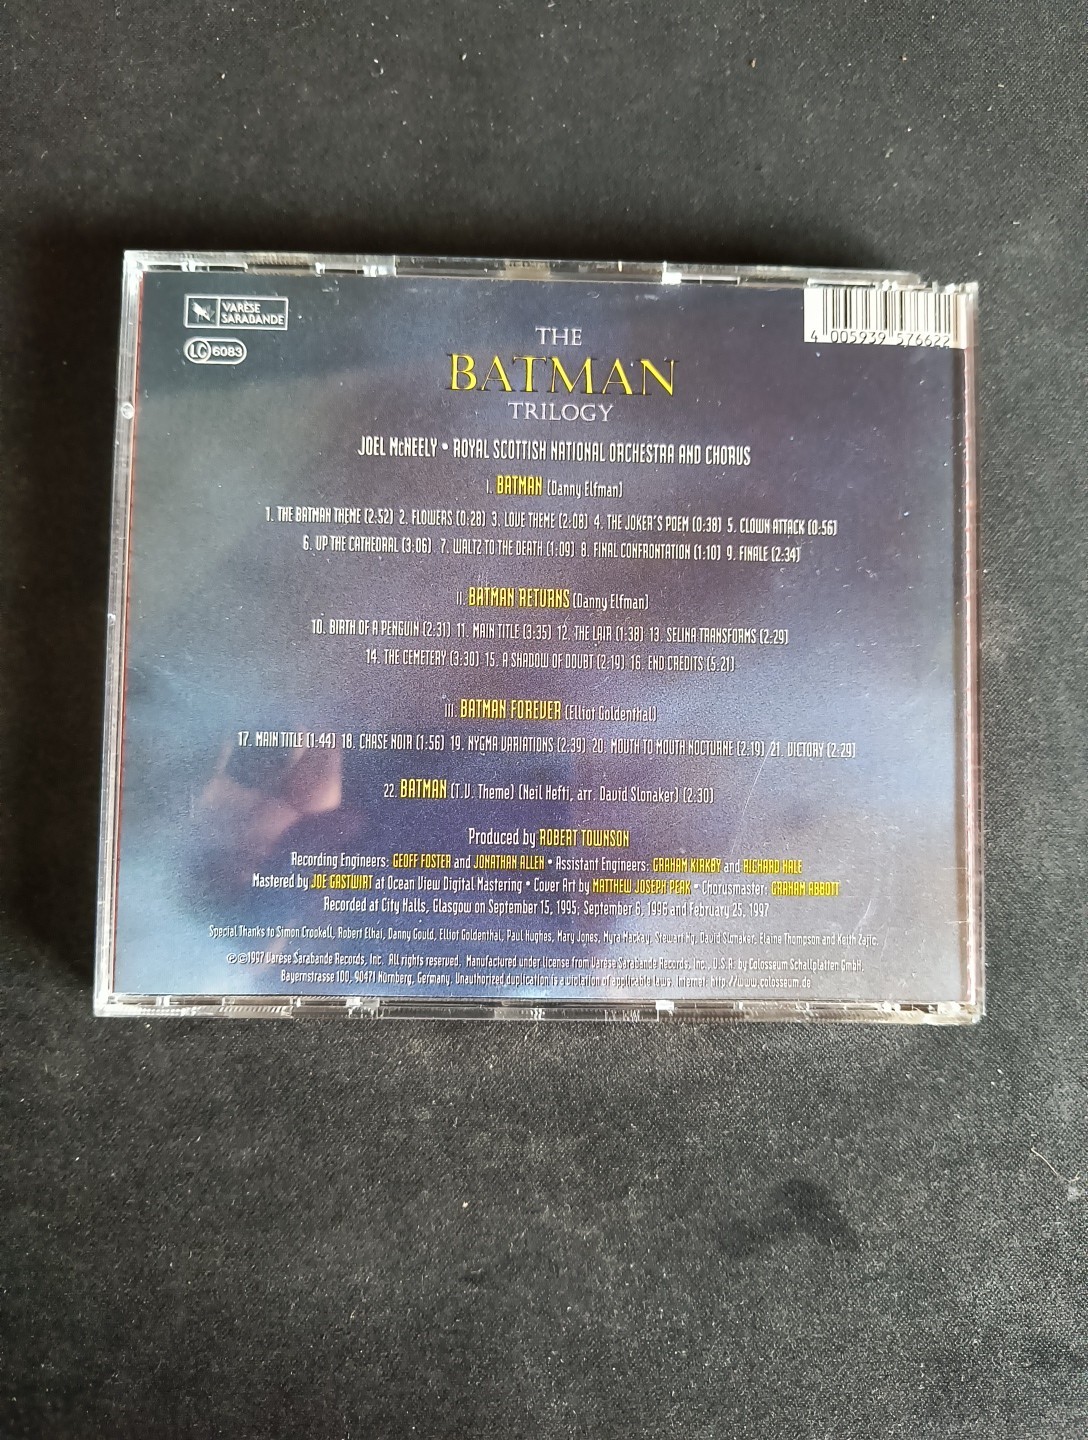 VARÈSE
SARABANDE
LC 6083
4 005939 576622
THE
BATMAN
TRILOGY
JOEL McNEELY • ROYAL SCOTTISH NATIONAL ORCHESTRA AND CHORUS
I. BATMAN (Danny Elfman)
1. THE BATMAN THEME (2:52) 2. FLOWERS (0:28) 3. LOVE THEME (2:08) 4. THE JOKER'S POEM (0:38) 5. CLOWN ATTACK (0:56)
6. UP THE CATHEDRAL (3:06) 7. WALTZ TO THE DEATH (1:09) 8. FINAL CONFRONTATION (1:10) 9. FINALE (2:34)
II. BATMAN RETURNS (Danny Elfman)
10. BIRTH OF A PENGUIN (2:31) 11. MAIN TITLE (3:35) 12. THE LAIR (1:38) 13. SELINA TRANSFORMS (2:29)
14. THE CEMETERY (3:30) 15. A SHADOW OF DOUBT (2:19) 16. END CREDITS (5:21)
III. BATMAN FOREVER (Elliot Goldenthal)
17. MAIN TITLE (1:44) 18. CHASE NOIR (1:56) 19. NYGMA VARIATIONS (2:39) 20. MOUTH TO MOUTH NOCTURNE (2:19) 21. VICTORY (2:29)
22. BATMAN (T.V. Theme) (Neil Hefti, arr. David Slonaker) (2:30)
Produced by ROBERT TOWNSON
Recording Engineers: GEOFF FOSTER and JONATHAN ALLEN • Assistant Engineers: GRAHAM KIRKBY and RICHARD HALE
Mastered by JOE GASTWIRT at Ocean View Digital Mastering • Cover Art by MATTHEW JOSEPH PEAK • Chorusmaster: GRAHAM ABBOTT
Recorded at City Halls, Glasgow on September 15, 1995; September 6, 1996 and February 25, 1997
Special Thanks to Simon Crookall, Robert Elhai, Danny Gould, Elliot Goldenthal, Paul Hughes, Mary Jones, Myra Mackay, Stewart Ng, David Slonaker, Elaine Thompson and Keith Zajic.
℗©1997 Varèse Sarabande Records, Inc. All rights reserved. Manufactured under license from Varèse Sarabande Records, Inc., U.S.A. by Colosseum Schallplatten GmbH,
Bayernstrasse 100, 90471 Nürnberg, Germany. Unauthorized duplication is a violation of applicable laws. Internet: http://www.colosseum.de